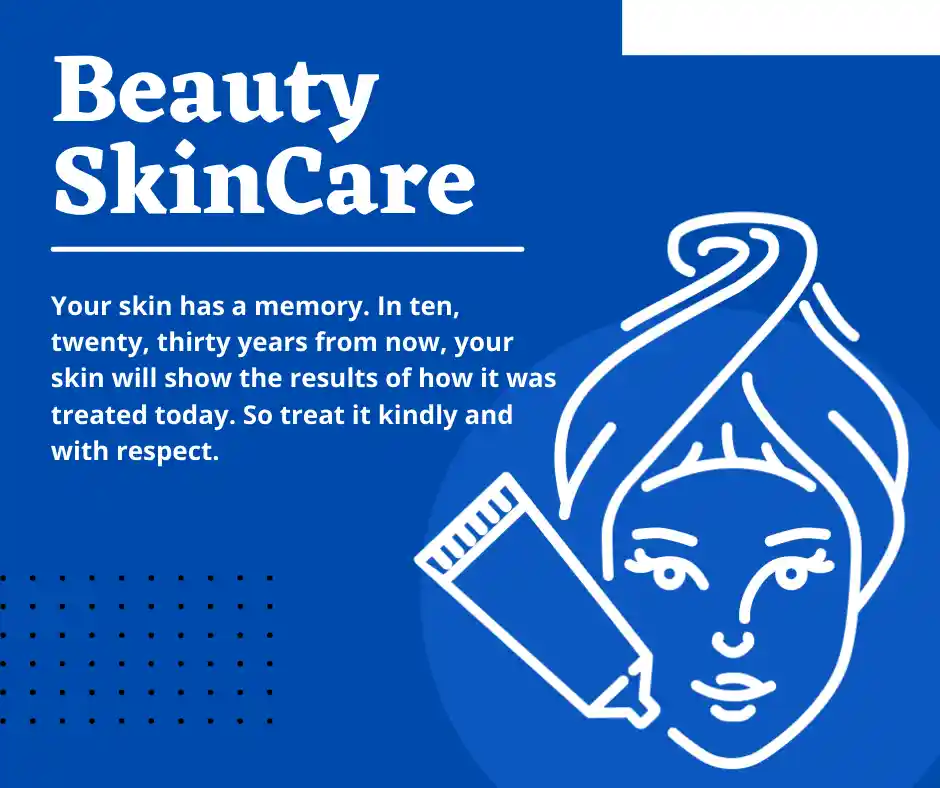 Beauty
SkinCare
Your skin has a memory. In ten,
twenty, thirty years from now, your
skin will show the results of how it was
treated today. So treat it kindly and
with respect.